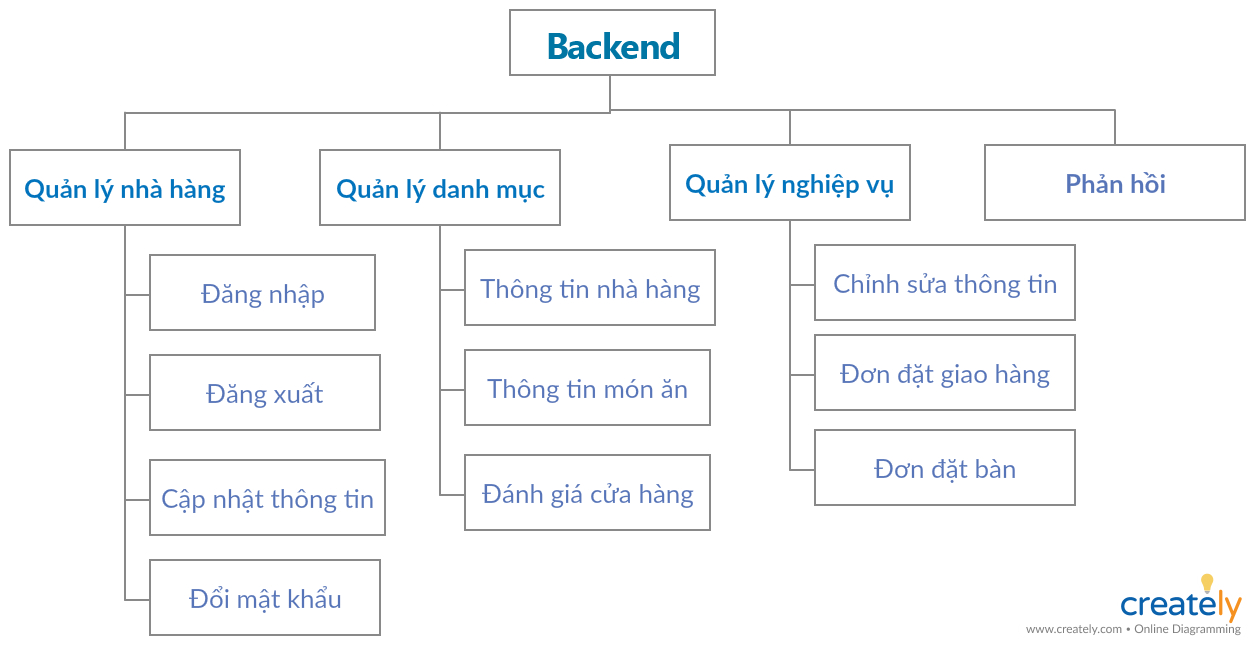 Backend
Quản lý nhà hàng
Quản lý danh mục
Quản lý nghiệp vụ
Phản hồi
Đăng nhập
Đăng xuất
Cập nhật thông tin
Đổi mật khẩu
Thông tin nhà hàng
Thông tin món ăn
Đánh giá cửa hàng
Chỉnh sửa thông tin
Đơn đặt giao hàng
Đơn đặt bàn
creately
www.creately.com • Online Diagramming